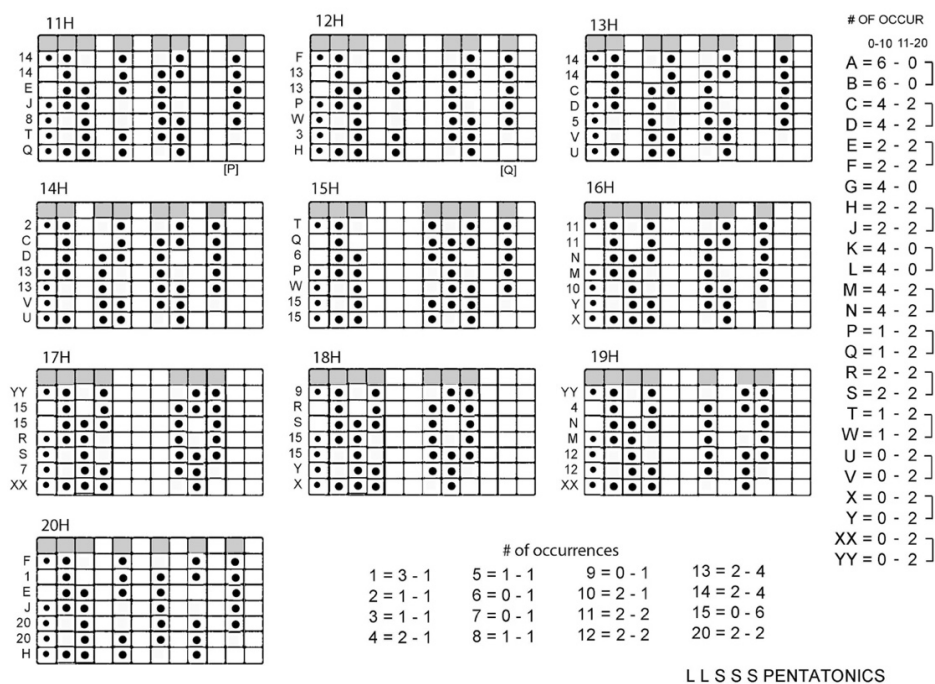 11H
14
14
E
J
8
T
Q
[P]
12H
F
13
13
P
W
3
H
[Q]
13H
14
14
C
D
5
V
U
14H
2
C
D
13
13
V
U
15H
T
Q
6
P
W
15
15
16H
11
11
N
M
10
Y
X
17H
YY
15
15
R
S
7
XX
18H
9
R
S
15
15
Y
X
19H
YY
4
N
M
12
12
XX
20H
F
1
E
J
20
20
H
# of occurrences
1 = 3 - 1 5 = 1 - 1 9 = 0 - 1 13 = 2 - 4
2 = 1 - 1 6 = 0 - 1 10 = 2 - 1 14 = 2 - 4
3 = 1 - 1 7 = 0 - 1 11 = 2 - 2 15 = 0 - 6
4 = 2 - 1 8 = 1 - 1 12 = 2 - 2 20 = 2 - 2
# OF OCCUR
0-10 11-20
A = 6 - 0
B = 6 - 0
C = 4 - 2
D = 4 - 2
E = 2 - 2
F = 2 - 2
G = 4 - 0
H = 2 - 2
J = 2 - 2
K = 4 - 0
L = 4 - 0
M = 4 - 2
N = 4 - 2
P = 1 - 2
Q = 1 - 2
R = 2 - 2
S = 2 - 2
T = 1 - 2
W = 1 - 2
U = 0 - 2
V = 0 - 2
X = 0 - 2
Y = 0 - 2
XX = 0 - 2
YY = 0 - 2
L L S S S PENTATONICS